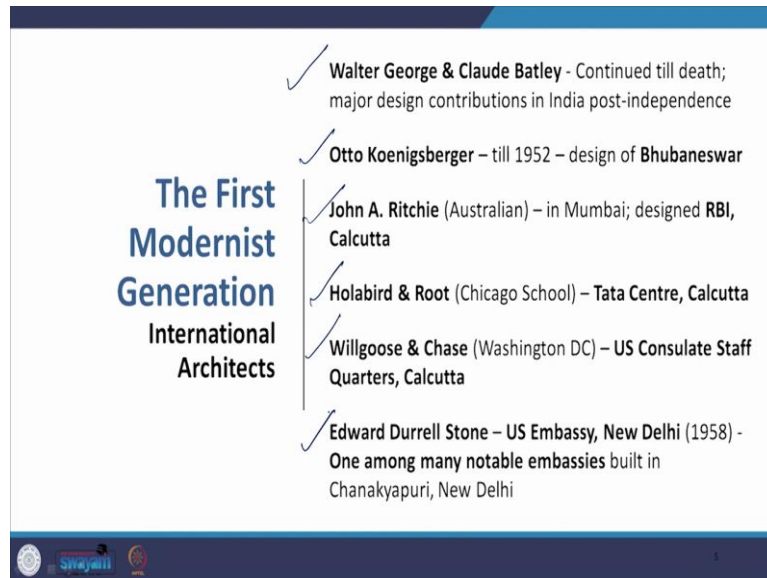 The First
Modernist
Generation
International
Architects
Walter George & Claude Batley - Continued till death;
major design contributions in India post-independence
Otto Koenigsberger – till 1952 – design of Bhubaneswar
John A. Ritchie (Australian) – in Mumbai; designed RBI,
Calcutta
Holabird & Root (Chicago School) – Tata Centre, Calcutta
Willgoose & Chase (Washington DC) – US Consulate Staff
Quarters, Calcutta
Edward Durrell Stone – US Embassy, New Delhi (1958) -
One among many notable embassies built in
Chanakyapuri, New Delhi
swayam
5